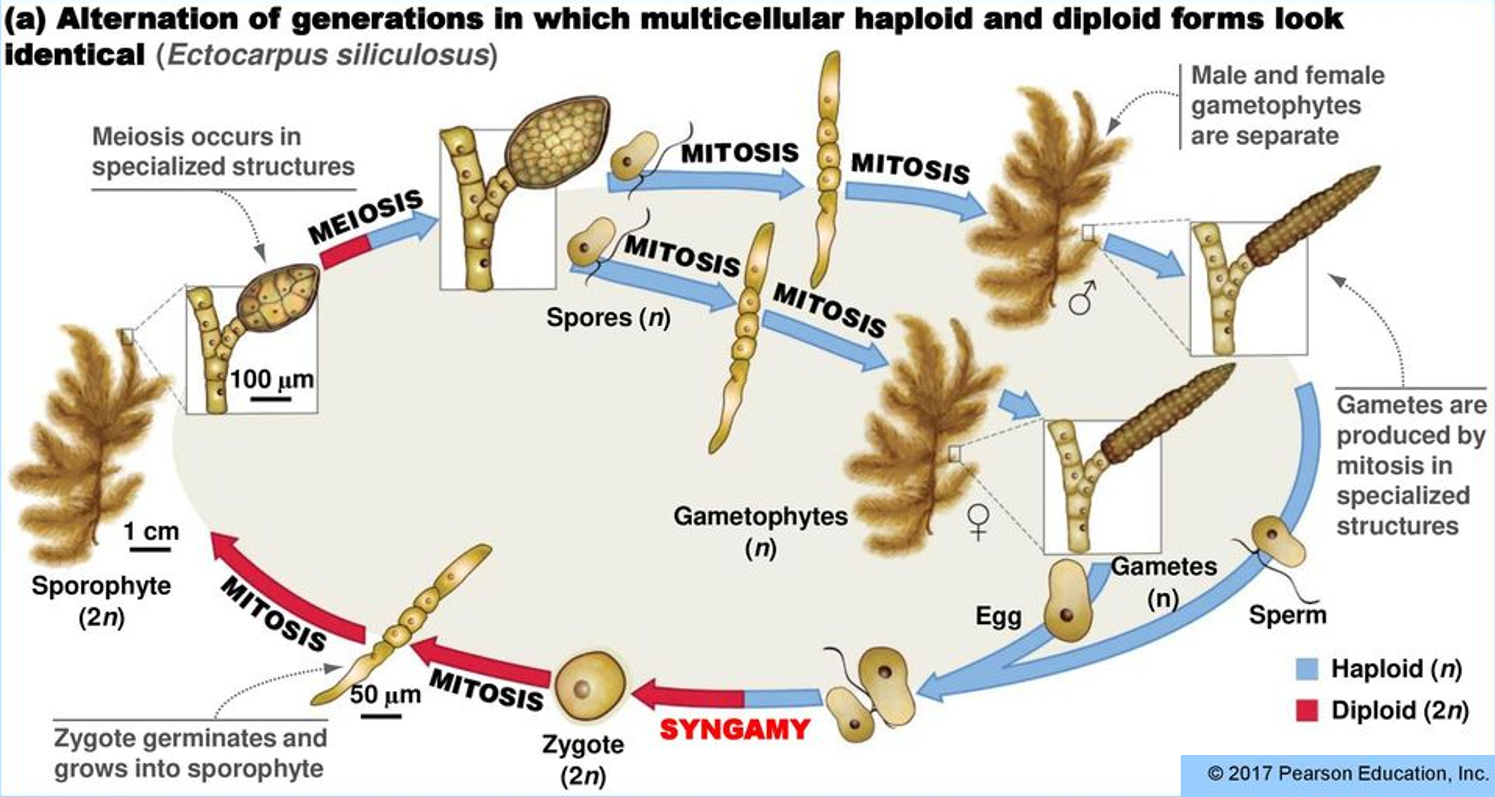 (a) Alternation of generations in which multicellular haploid and diploid forms look
identical (Ectocarpus siliculosus)
Meiosis occurs in
specialized structures
MEIOSIS
MITOSIS
MITOSIS
Male and female
gametophytes
are separate
MITOSIS
MITOSIS
Spores (n)
♂
100 μm
Gametes are
produced by
mitosis in
specialized
structures
Gametophytes
(n)
♀
1 cm
Sporophyte
(2n)
MITOSIS
Gametes
(n)
Egg
Sperm
50 μm
MITOSIS
SYNGAMY
Zygote
(2n)
Zygote germinates and
grows into sporophyte
Haploid (n)
Diploid (2n)
© 2017 Pearson Education, Inc.